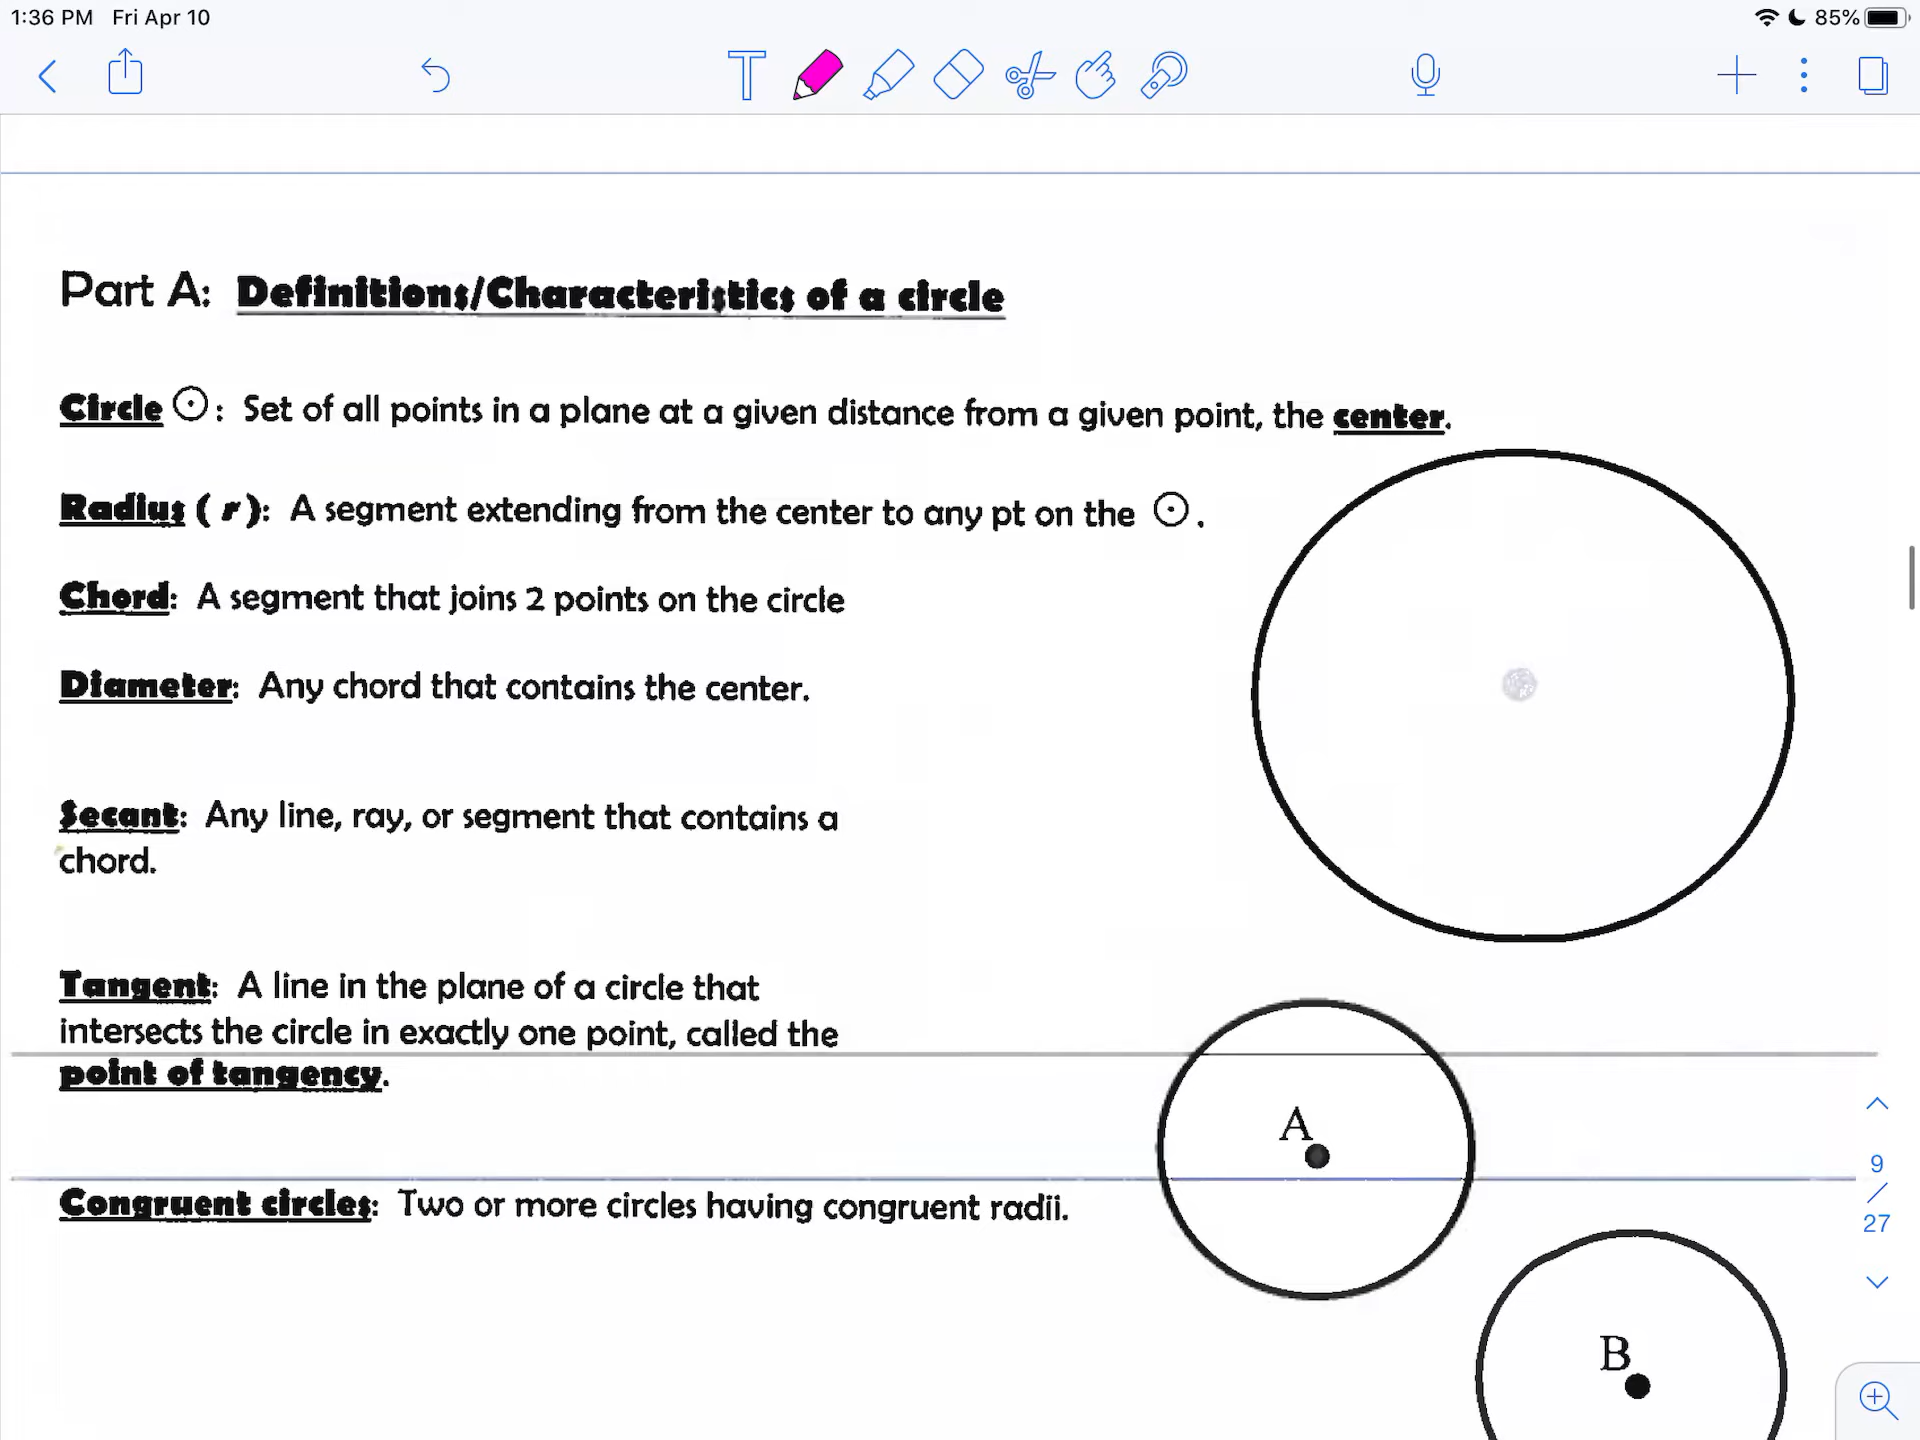 1:36 PM Fri Apr 10
85%
T
Part A: Definitions/Characteristics of a circle
Circle ⊙: Set of all points in a plane at a given distance from a given point, the center.
Radius ( r ): A segment extending from the center to any pt on the ⊙.
Chord: A segment that joins 2 points on the circle
Diameter: Any chord that contains the center.
Secant: Any line, ray, or segment that contains a
chord.
Tangent: A line in the plane of a circle that
intersects the circle in exactly one point, called the
point of tangency.
A
9
/
27
Congruent circles: Two or more circles having congruent radii.
B